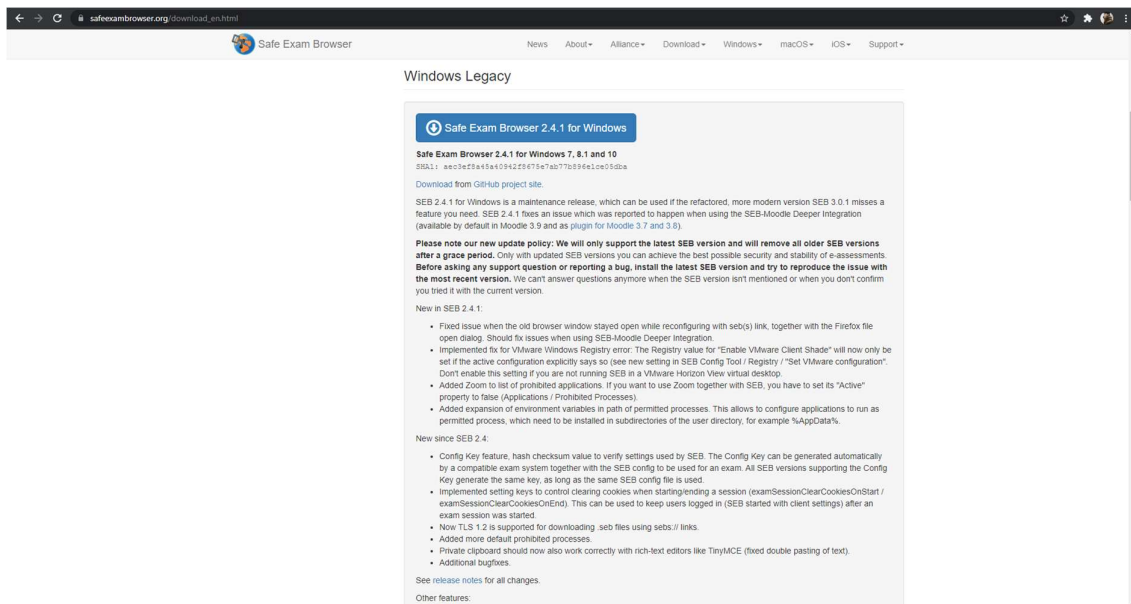 safeexambrowser.org/download_en.html
Safe Exam Browser
News About Alliance Download Windows macOS iOS Support
Windows Legacy
Safe Exam Browser 2.4.1 for Windows
Safe Exam Browser 2.4.1 for Windows 7, 8.1 and 10
SHA1: aec3ef8a45a40942f8675e7ab77b896e1ce05dba
Download from GitHub project site.
SEB 2.4.1 for Windows is a maintenance release, which can be used if the refactored, more modern version SEB 3.0.1 misses a
feature you need. SEB 2.4.1 fixes an issue which was reported to happen when using the SEB-Moodle Deeper Integration
(available by default in Moodle 3.9 and as plugin for Moodle 3.7 and 3.8).
Please note our new update policy: We will only support the latest SEB version and will remove all older SEB versions
after a grace period. Only with updated SEB versions you can achieve the best possible security and stability of e-assessments.
Before asking any support question or reporting a bug, install the latest SEB version and try to reproduce the issue with
the most recent version. We can't answer questions anymore when the SEB version isn't mentioned or when you don't confirm
you tried it with the current version.
New in SEB 2.4.1:
• Fixed issue when the old browser window stayed open while reconfiguring with seb(s) link, together with the Firefox file
open dialog. Should fix issues when using SEB-Moodle Deeper Integration.
• Implemented fix for VMware Windows Registry error: The Registry value for "Enable VMware Client Shade" will now only be
set if the active configuration explicitly says so (see new setting in SEB Config Tool / Registry / "Set VMware configuration".
Don't enable this setting if you are not running SEB in a VMware Horizon View virtual desktop.
• Added Zoom to list of prohibited applications. If you want to use Zoom together with SEB, you have to set its "Active"
property to false (Applications / Prohibited Processes).
• Added expansion of environment variables in path of permitted processes. This allows to configure applications to run as
permitted process, which need to be installed in subdirectories of the user directory, for example %AppData%.
New since SEB 2.4:
• Config Key feature, hash checksum value to verify settings used by SEB. The Config Key can be generated automatically
by a compatible exam system together with the SEB config to be used for an exam. All SEB versions supporting the Config
Key generate the same key, as long as the same SEB config file is used.
• Implemented setting keys to control clearing cookies when starting/ending a session (examSessionClearCookiesOnStart /
examSessionClearCookiesOnEnd). This can be used to keep users logged in (SEB started with client settings) after an
exam session was started.
• Now TLS 1.2 is supported for downloading .seb files using sebs:// links.
• Added more default prohibited processes.
• Private clipboard should now also work correctly with rich-text editors like TinyMCE (fixed double pasting of text).
• Additional bugfixes.
See release notes for all changes.
Other features: